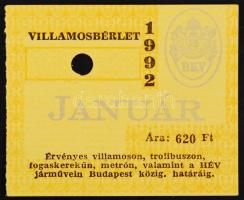 VILLAMOSBÉRLET
1992
BKV
JANUÁR
Ára: 620 Ft
Érvényes villamoson, trolibuszon,
fogaskerekűn, metrón, valamint a HÉV
járművein Budapest közig. határáig.